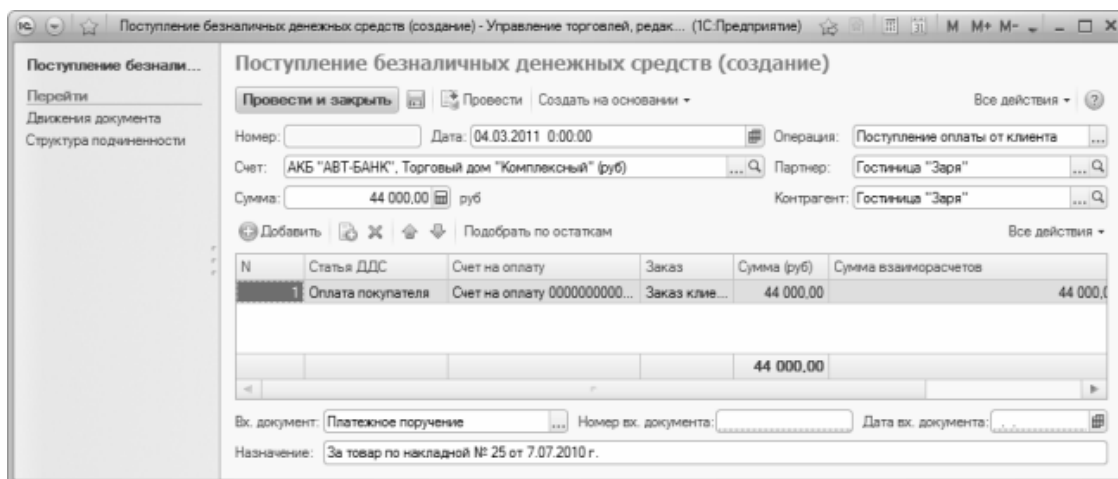 Поступление безналичных денежных средств (создание) - Управление торговлей, редак... (1С:Предприятие) 31 M M+ M-
Поступление безнали...
Перейти
Движения документа
Структура подчиненности
Поступление безналичных денежных средств (создание)
Провести и закрыть Провести Создать на основании Все действия ?
Номер: Дата: 04.03.2011 0:00:00 Операция: Поступление оплаты от клиента ...
Счет: АКБ "АВТ-БАНК", Торговый дом "Комплексный" (руб) ... Партнер: Гостиница "Заря" ...
Сумма: 44 000,00 руб Контрагент: Гостиница "Заря" ...
Добавить Подобрать по остаткам Все действия
N Статья ДДС Счет на оплату Заказ Сумма (руб) Сумма взаиморасчетов
1 Оплата покупателя Счет на оплату 0000000000... Заказ клие... 44 000,00 44 000,0
44 000,00
Вх. документ: Платежное поручение ... Номер вх. документа: Дата вх. документа: . .
Назначение: За товар по накладной № 25 от 7.07.2010 г.